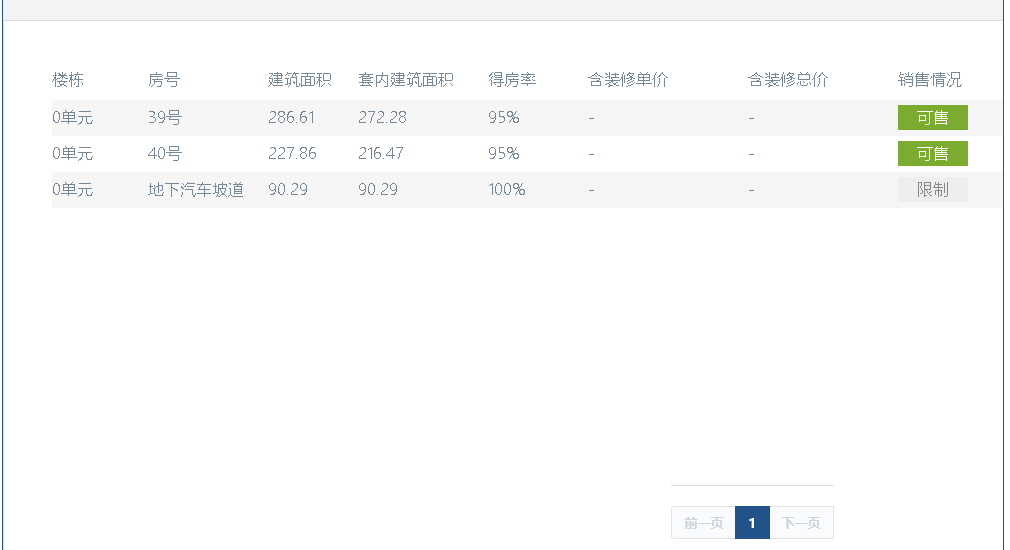 楼栋 房号 建筑面积 套内建筑面积 得房率 含装修单价 含装修总价 销售情况
0单元 39号 286.61 272.28 95% - - 可售
0单元 40号 227.86 216.47 95% - - 可售
0单元 地下汽车坡道 90.29 90.29 100% - - 限制
前一页 1 下一页